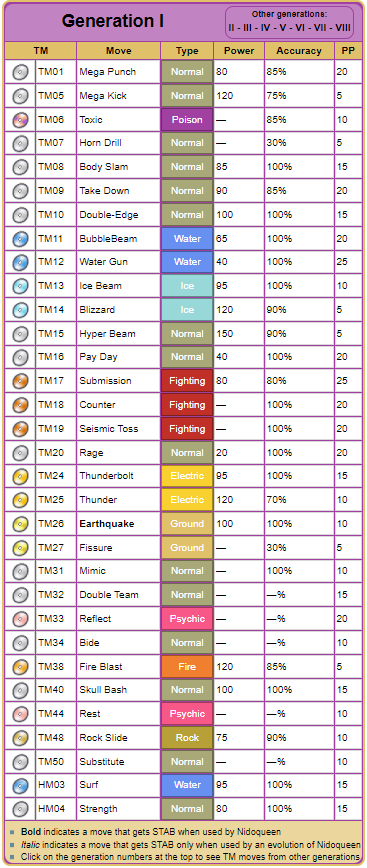 Generation I
Other generations:
II - III - IV - V - VI - VII - VIII
TM Move Type Power Accuracy PP
TM01 Mega Punch Normal 80 85% 20
TM05 Mega Kick Normal 120 75% 5
TM06 Toxic Poison — 85% 10
TM07 Horn Drill Normal — 30% 5
TM08 Body Slam Normal 85 100% 15
TM09 Take Down Normal 90 85% 20
TM10 Double-Edge Normal 100 100% 15
TM11 BubbleBeam Water 65 100% 20
TM12 Water Gun Water 40 100% 25
TM13 Ice Beam Ice 95 100% 10
TM14 Blizzard Ice 120 90% 5
TM15 Hyper Beam Normal 150 90% 5
TM16 Pay Day Normal 40 100% 20
TM17 Submission Fighting 80 80% 25
TM18 Counter Fighting — 100% 20
TM19 Seismic Toss Fighting — 100% 20
TM20 Rage Normal 20 100% 20
TM24 Thunderbolt Electric 95 100% 15
TM25 Thunder Electric 120 70% 10
TM26 Earthquake Ground 100 100% 10
TM27 Fissure Ground — 30% 5
TM31 Mimic Normal — 100% 10
TM32 Double Team Normal — —% 15
TM33 Reflect Psychic — —% 20
TM34 Bide Normal — —% 10
TM38 Fire Blast Fire 120 85% 5
TM40 Skull Bash Normal 100 100% 15
TM44 Rest Psychic — —% 10
TM48 Rock Slide Rock 75 90% 10
TM50 Substitute Normal — —% 10
HM03 Surf Water 95 100% 15
HM04 Strength Normal 80 100% 15
Bold indicates a move that gets STAB when used by Nidoqueen
Italic indicates a move that gets STAB only when used by an evolution of Nidoqueen
Click on the generation numbers at the top to see TM moves from other generations